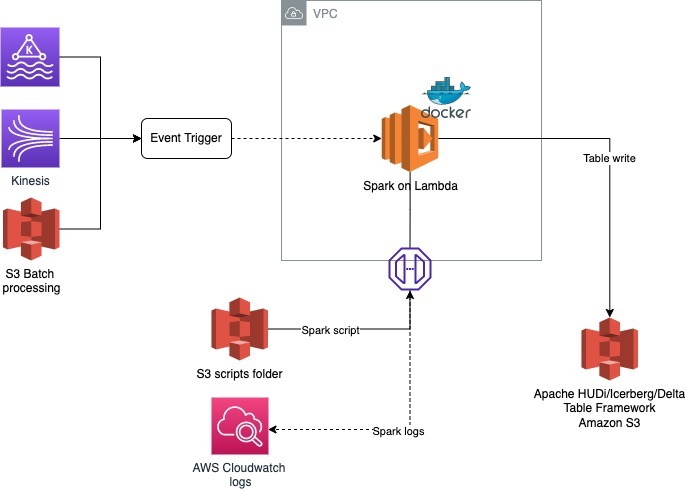 VPC
K
docker
Event Trigger
Kinesis
Spark on Lambda
Table write
S3 Batch
processing
Spark script
S3 scripts folder
Apache HUDi/Icerberg/Delta
Table Framework
Amazon S3
Spark logs
AWS Cloudwatch
logs